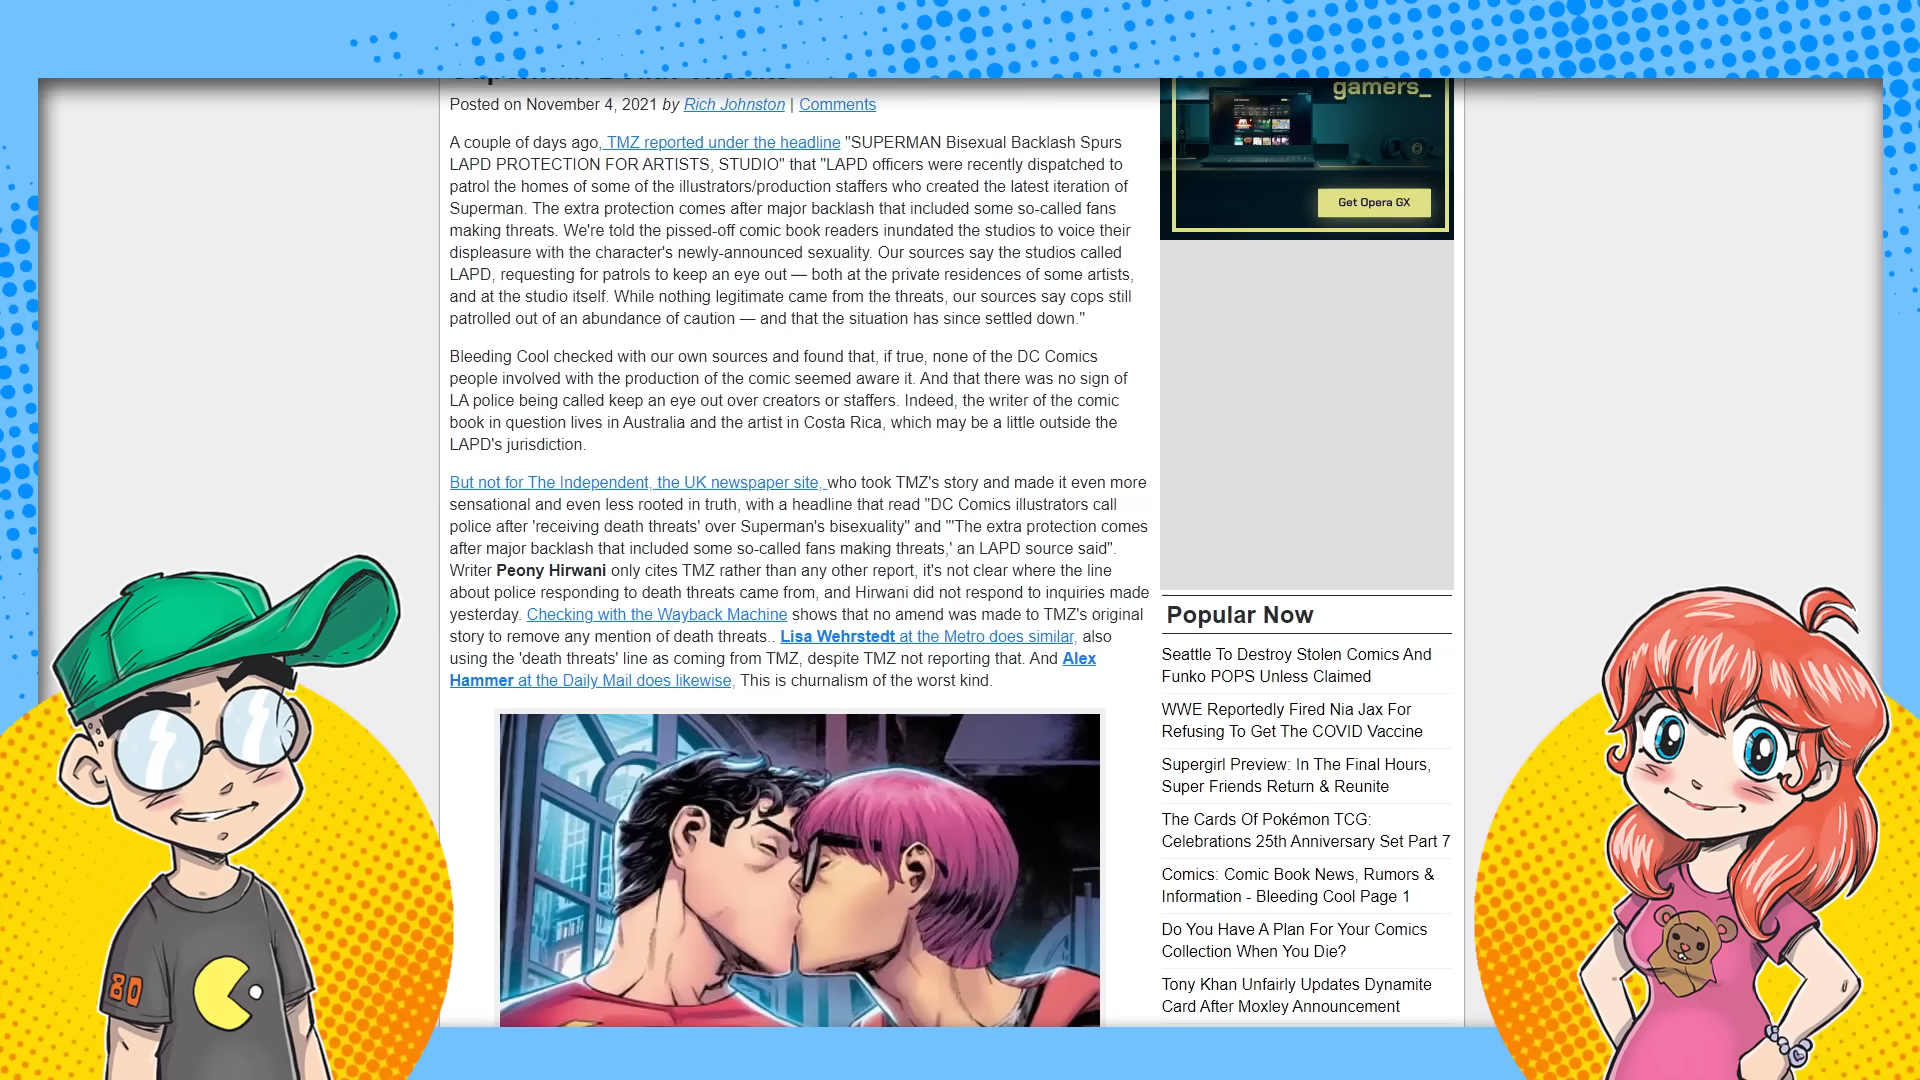 Posted on November 4, 2021 by Rich Johnston | Comments
A couple of days ago, TMZ reported under the headline "SUPERMAN Bisexual Backlash Spurs
LAPD PROTECTION FOR ARTISTS, STUDIO" that "LAPD officers were recently dispatched to
patrol the homes of some of the illustrators/production staffers who created the latest iteration of
Superman. The extra protection comes after major backlash that included some so-called fans
making threats. We're told the pissed-off comic book readers inundated the studios to voice their
displeasure with the character's newly-announced sexuality. Our sources say the studios called
LAPD, requesting for patrols to keep an eye out — both at the private residences of some artists,
and at the studio itself. While nothing legitimate came from the threats, our sources say cops still
patrolled out of an abundance of caution — and that the situation has since settled down."
Bleeding Cool checked with our own sources and found that, if true, none of the DC Comics
people involved with the production of the comic seemed aware it. And that there was no sign of
LA police being called keep an eye out over creators or staffers. Indeed, the writer of the comic
book in question lives in Australia and the artist in Costa Rica, which may be a little outside the
LAPD's jurisdiction.
But not for The Independent, the UK newspaper site, who took TMZ's story and made it even more
sensational and even less rooted in truth, with a headline that read "DC Comics illustrators call
police after 'receiving death threats' over Superman's bisexuality" and "'The extra protection comes
after major backlash that included some so-called fans making threats,' an LAPD source said".
Writer Peony Hirwani only cites TMZ rather than any other report, it's not clear where the line
about police responding to death threats came from, and Hirwani did not respond to inquiries made
yesterday. Checking with the Wayback Machine shows that no amend was made to TMZ's original
story to remove any mention of death threats.. Lisa Wehrstedt at the Metro does similar, also
using the 'death threats' line as coming from TMZ, despite TMZ not reporting that. And Alex
Hammer at the Daily Mail does likewise, This is churnalism of the worst kind.
gamers_
Get Opera GX
Popular Now
Seattle To Destroy Stolen Comics And
Funko POPS Unless Claimed
WWE Reportedly Fired Nia Jax For
Refusing To Get The COVID Vaccine
Supergirl Preview: In The Final Hours,
Super Friends Return & Reunite
The Cards Of Pokémon TCG:
Celebrations 25th Anniversary Set Part 7
Comics: Comic Book News, Rumors &
Information - Bleeding Cool Page 1
Do You Have A Plan For Your Comics
Collection When You Die?
Tony Khan Unfairly Updates Dynamite
Card After Moxley Announcement
80